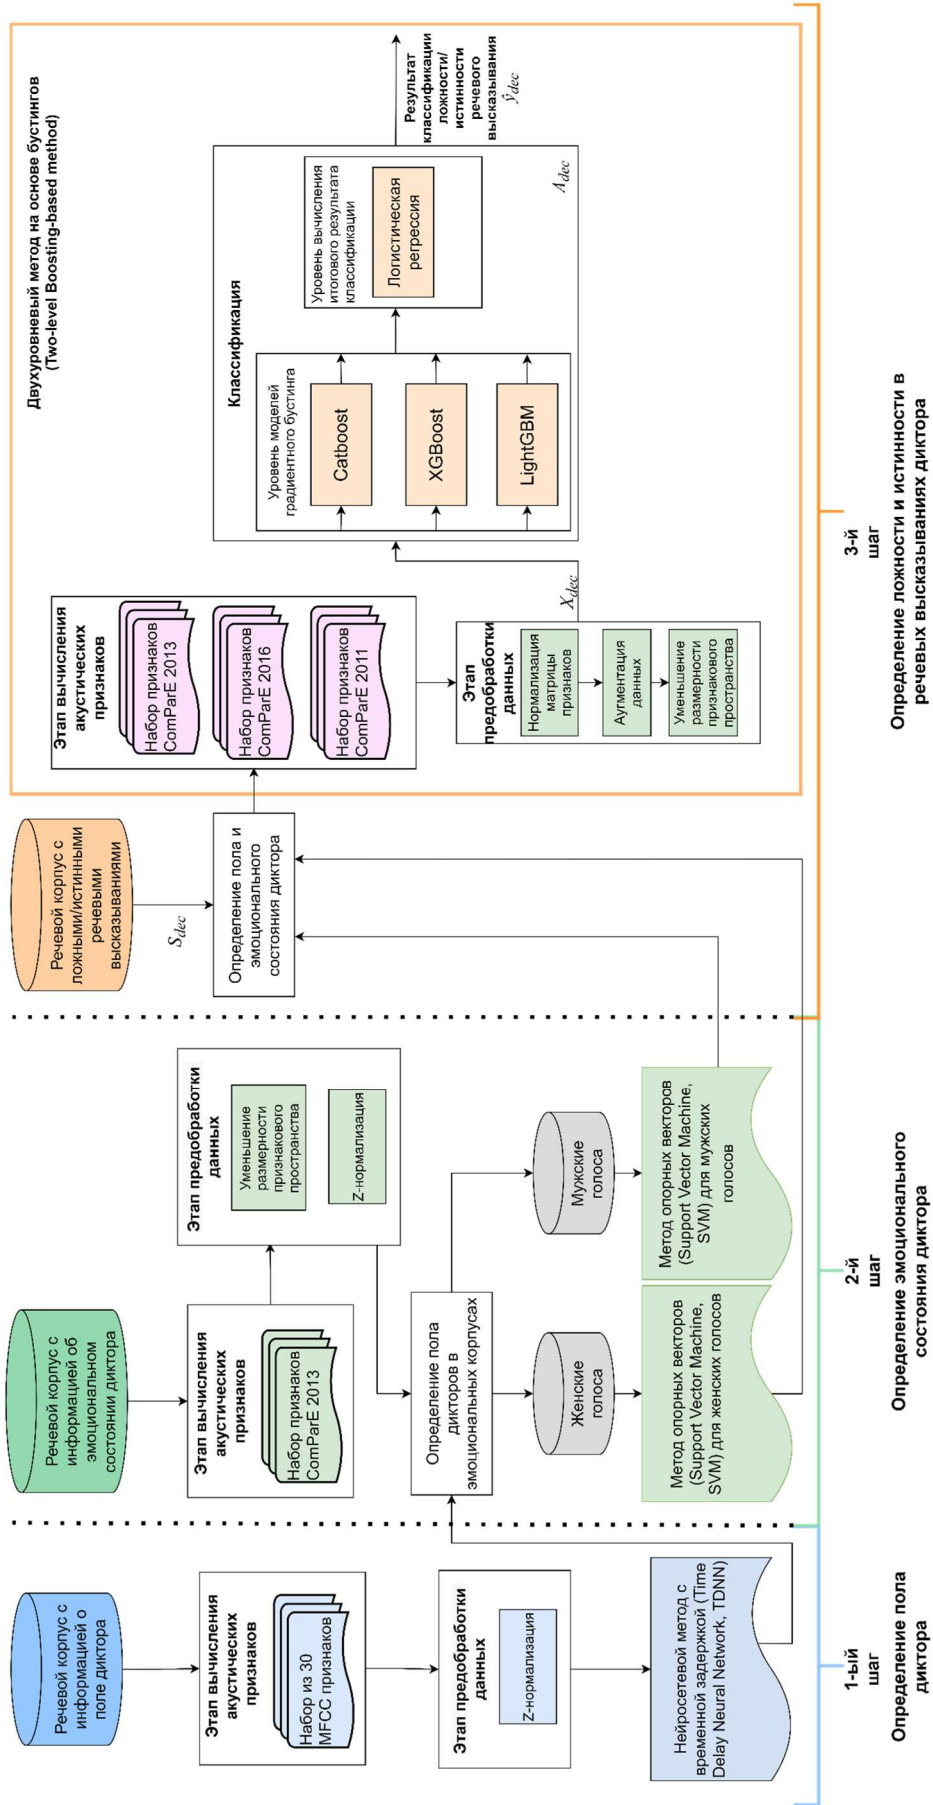 Речевой корпус с
информацией о
поле диктора
Этап вычисления
акустических
признаков
Набор из 30
MFCC признаков
Этап предобработки
данных
Z-нормализация
Нейросетевой метод с
временной задержкой (Time
Delay Neural Network, TDNN)
1-ый
шаг
Определение пола
диктора
Речевой корпус с
информацией об
эмоциональном
состоянии диктора
Этап вычисления
акустических
признаков
Набор признаков
ComParE 2013
Этап предобработки
данных
Уменьшение
размерности
признакового
пространства
Z-нормализация
Определение пола
дикторов в
эмоциональных корпусах
Женские
голоса
Мужские
голоса
Метод опорных векторов
(Support Vector Machine,
SVM) для женских голосов
Метод опорных векторов
(Support Vector Machine,
SVM) для мужских
голосов
2-й
шаг
Определение эмоционального
состояния диктора
Речевой корпус с
ложными/истинными
речевыми
высказываниями
S_dec
Определение пола и
эмоционального
состояния диктора
Двухуровневый метод на основе бустингов
(Two-level Boosting-based method)
Этап вычисления
акустических
признаков
Набор признаков
ComParE 2013
Набор признаков
ComParE 2016
Набор признаков
ComParE 2011
Этап
предобработки
данных
Нормализация
матрицы
признаков
Аугментация
данных
Уменьшение
размерности
признакового
пространства
X_dec
Классификация
Уровень моделей
градиентного бустинга
Catboost
XGBoost
LightGBM
Уровень вычисления
итогового результата
классификации
Логистическая
регрессия
Λ_dec
Результат
классификации
ложности/
истинности
речевого
высказывания
ŷ_dec
3-й
шаг
Определение ложности и истинности в
речевых высказываниях диктора